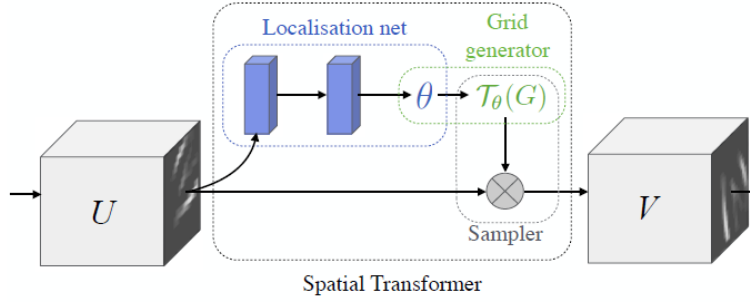 Localisation net
Grid
generator
θ
𝒯θ(G)
U
V
Sampler
Spatial Transformer